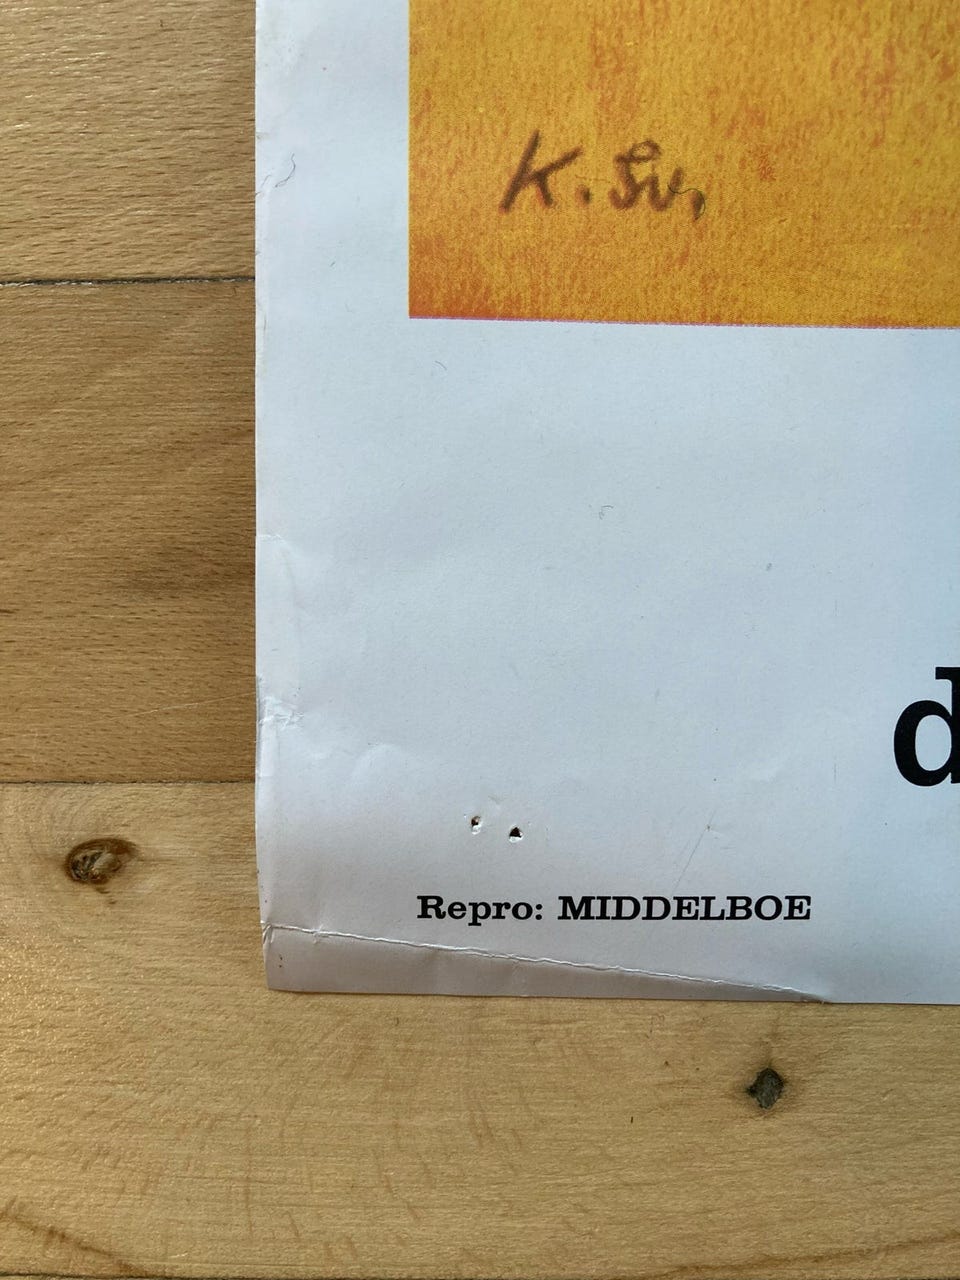 K. Sv.
d
Repro: MIDDELBOE